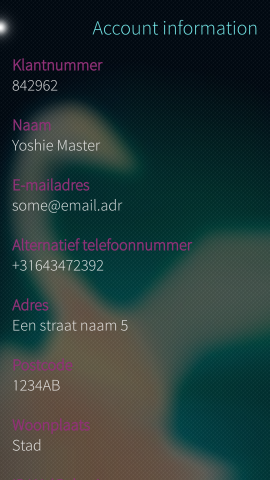 Account information
Klantnummer
842962
Naam
Yoshie Master
E-mailadres
some@email.adr
Alternatief telefoonnummer
+31643472392
Adres
Een straat naam 5
Postcode
1234AB
Woonplaats
Stad